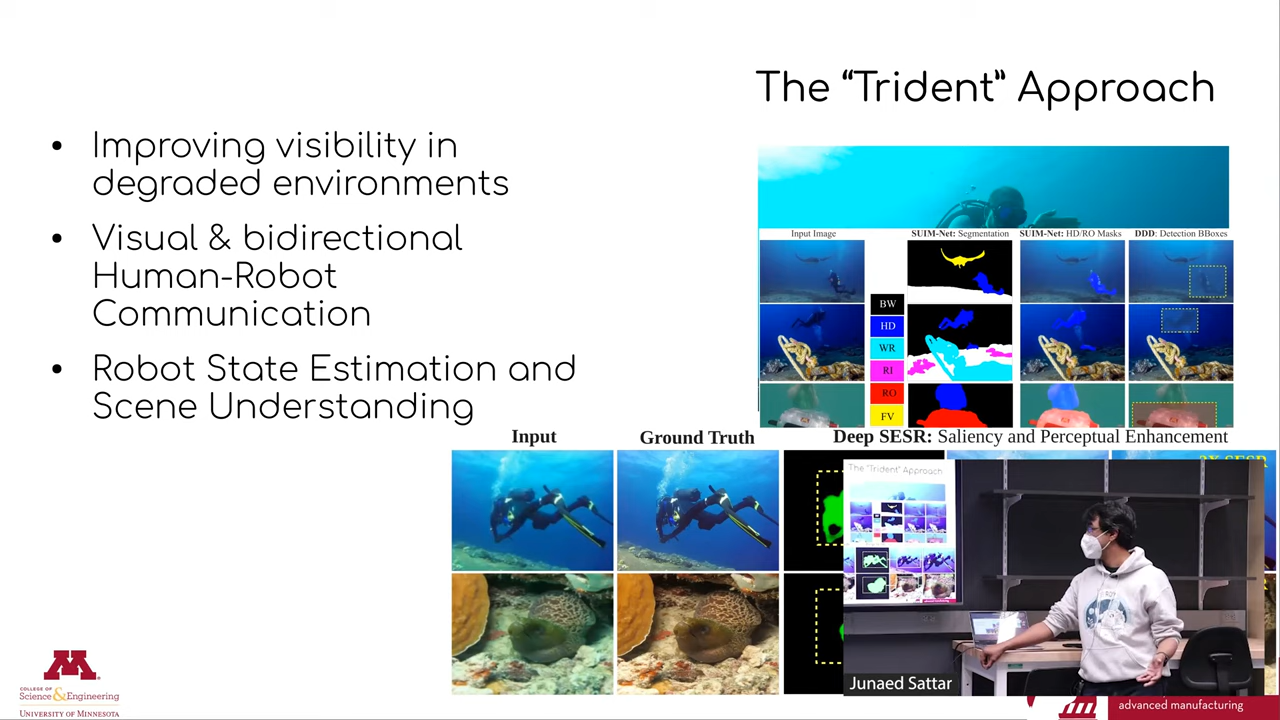 The “Trident” Approach
• Improving visibility in
degraded environments
• Visual & bidirectional
Human-Robot
Communication
• Robot State Estimation and
Scene Understanding
Input Image
SUIM-Net: Segmentation
SUIM-Net: HD/RO Masks
DDD: Detection BBoxes
BW
HD
WR
RI
RO
FV
Input
Ground Truth
Deep SESR: Saliency and Perceptual Enhancement
The "Trident" Approach
Junaed Sattar
M
COLLEGE OF
Science & Engineering
UNIVERSITY OF MINNESOTA
advanced manufacturing